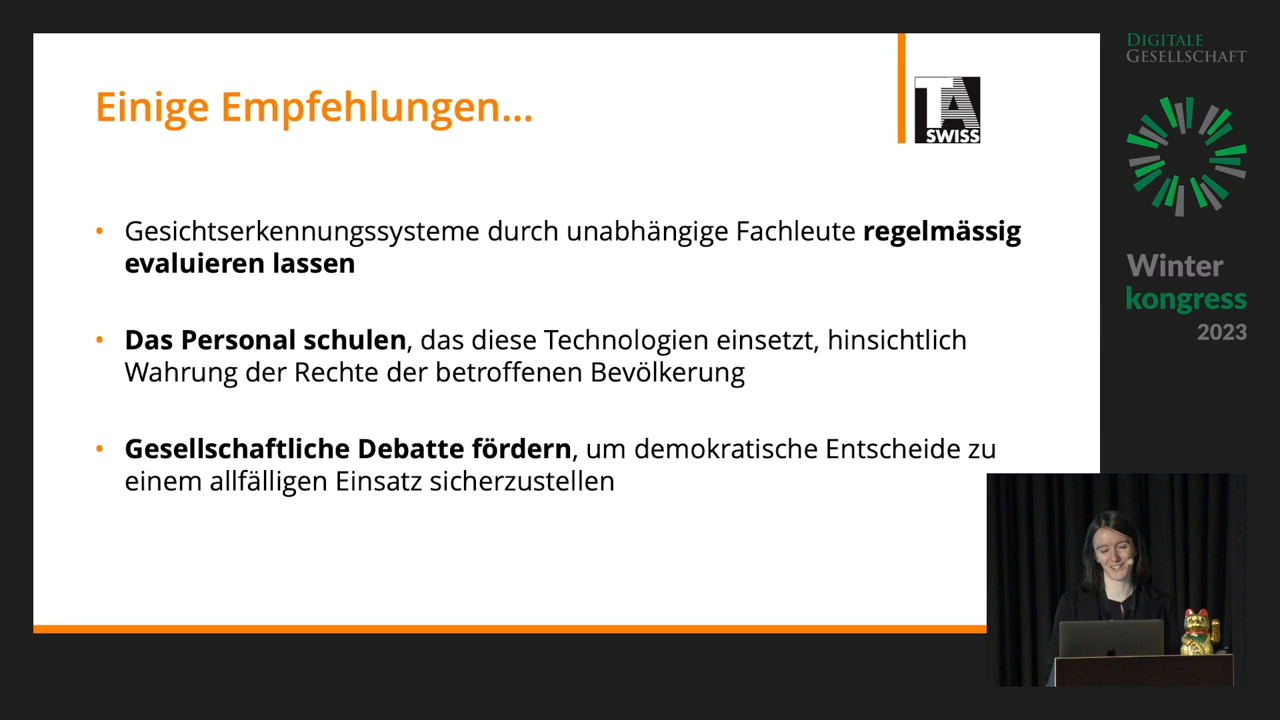 Einige Empfehlungen...
TA
SWISS
• Gesichtserkennungssysteme durch unabhängige Fachleute regelmässig
evaluieren lassen
• Das Personal schulen, das diese Technologien einsetzt, hinsichtlich
Wahrung der Rechte der betroffenen Bevölkerung
• Gesellschaftliche Debatte fördern, um demokratische Entscheide zu
einem allfälligen Einsatz sicherzustellen
DIGITALE
GESELLSCHAFT
Winter
kongress
2023